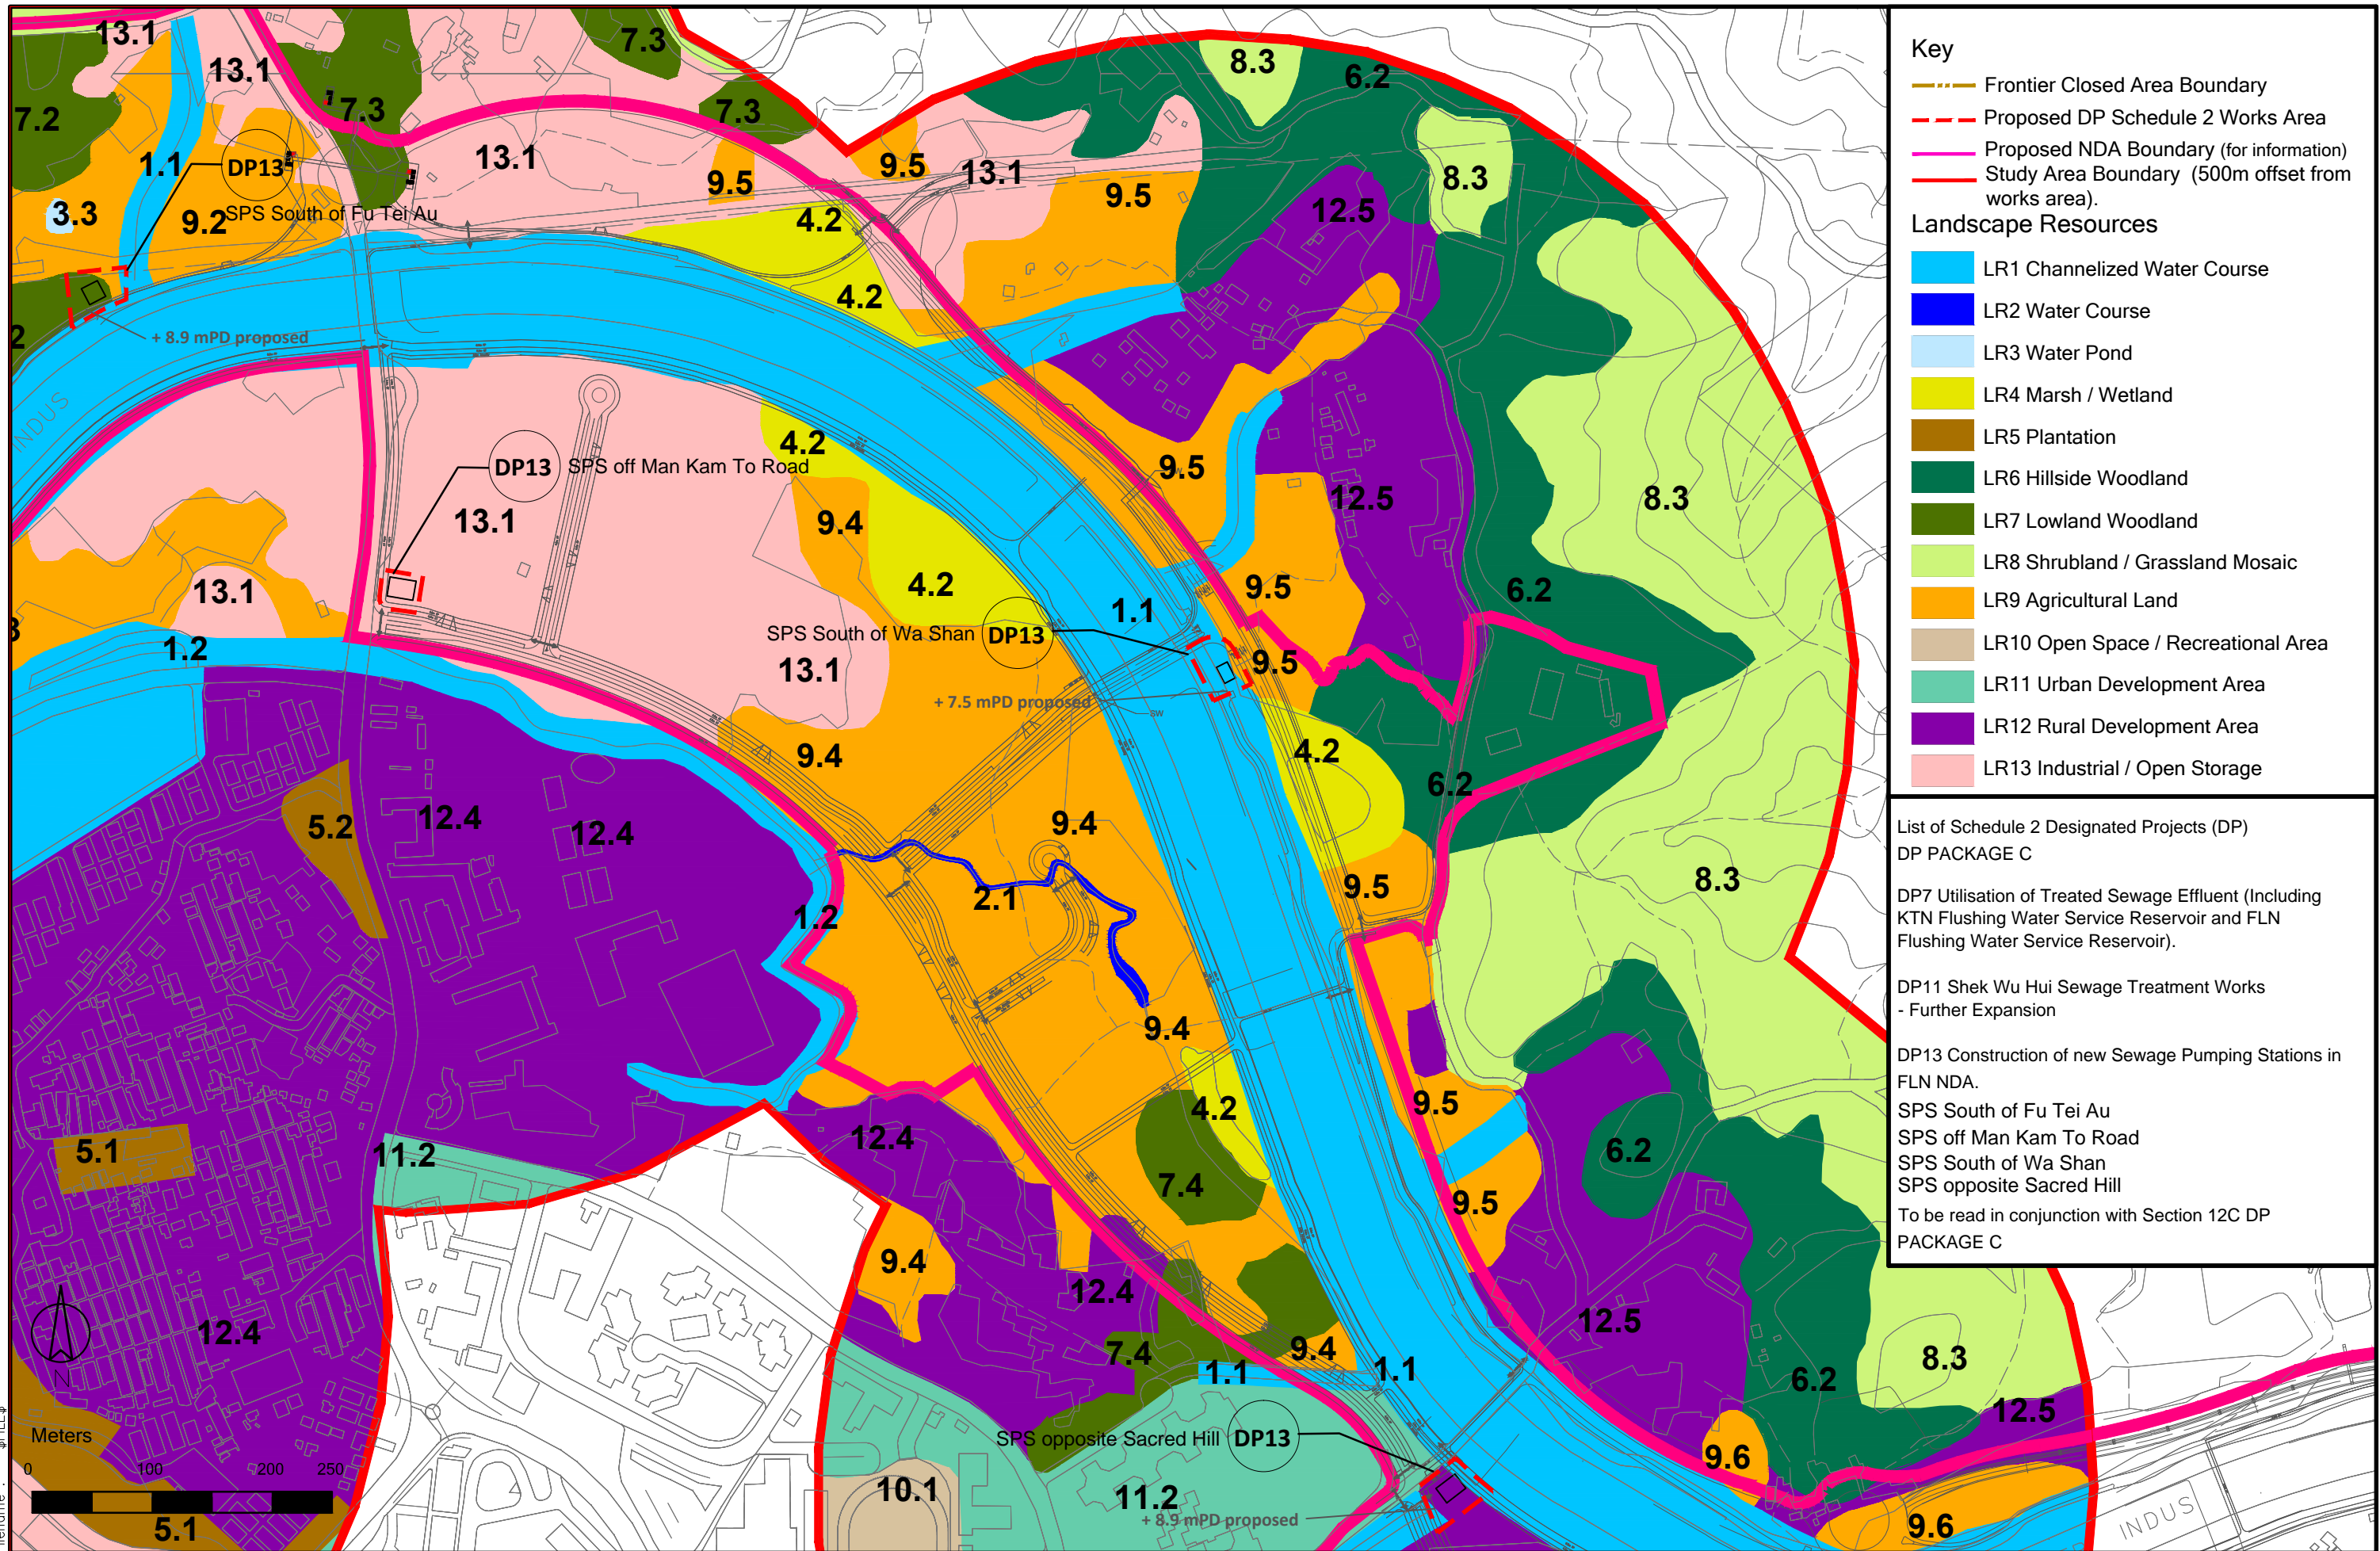 13.1
7.3
8.3
6.2
13.1
7.2
7.3
7.3
13.1
1.1
DP13
9.5
9.5
13.1
9.5
8.3
3.3
9.2
SPS South of Fu Tei Au
4.2
12.5
4.2
2
+ 8.9 mPD proposed
INDUS
4.2
DP13
SPS off Man Kam To Road
9.5
SW
12.5
8.3
13.1
9.4
13.1
4.2
9.5
6.2
1.1
3
1.2
SPS South of Wa Shan
DP13
13.1
9.5
+ 7.5 mPD proposed
SW
9.4
4.2
6.2
5.2
12.4
12.4
9.4
8.3
2.1
9.5
1.2
9.4
4.2
9.5
5.1
11.2
12.4
7.4
6.2
9.5
9.4
12.4
12.5
12.4
7.4
9.4
1.1
1.1
8.3
6.2
12.5
N
Meters
0
100
200
250
SPS opposite Sacred Hill
DP13
9.6
10.1
11.2
+ 8.9 mPD proposed
9.6
INDUS
5.1
Key
Frontier Closed Area Boundary
Proposed DP Schedule 2 Works Area
Proposed NDA Boundary (for information)
Study Area Boundary (500m offset from
works area).
Landscape Resources
LR1 Channelized Water Course
LR2 Water Course
LR3 Water Pond
LR4 Marsh / Wetland
LR5 Plantation
LR6 Hillside Woodland
LR7 Lowland Woodland
LR8 Shrubland / Grassland Mosaic
LR9 Agricultural Land
LR10 Open Space / Recreational Area
LR11 Urban Development Area
LR12 Rural Development Area
LR13 Industrial / Open Storage
List of Schedule 2 Designated Projects (DP)
DP PACKAGE C
DP7 Utilisation of Treated Sewage Effluent (Including
KTN Flushing Water Service Reservoir and FLN
Flushing Water Service Reservoir).
DP11 Shek Wu Hui Sewage Treatment Works
- Further Expansion
DP13 Construction of new Sewage Pumping Stations in
FLN NDA.
SPS South of Fu Tei Au
SPS off Man Kam To Road
SPS South of Wa Shan
SPS opposite Sacred Hill
To be read in conjunction with Section 12C DP
PACKAGE C